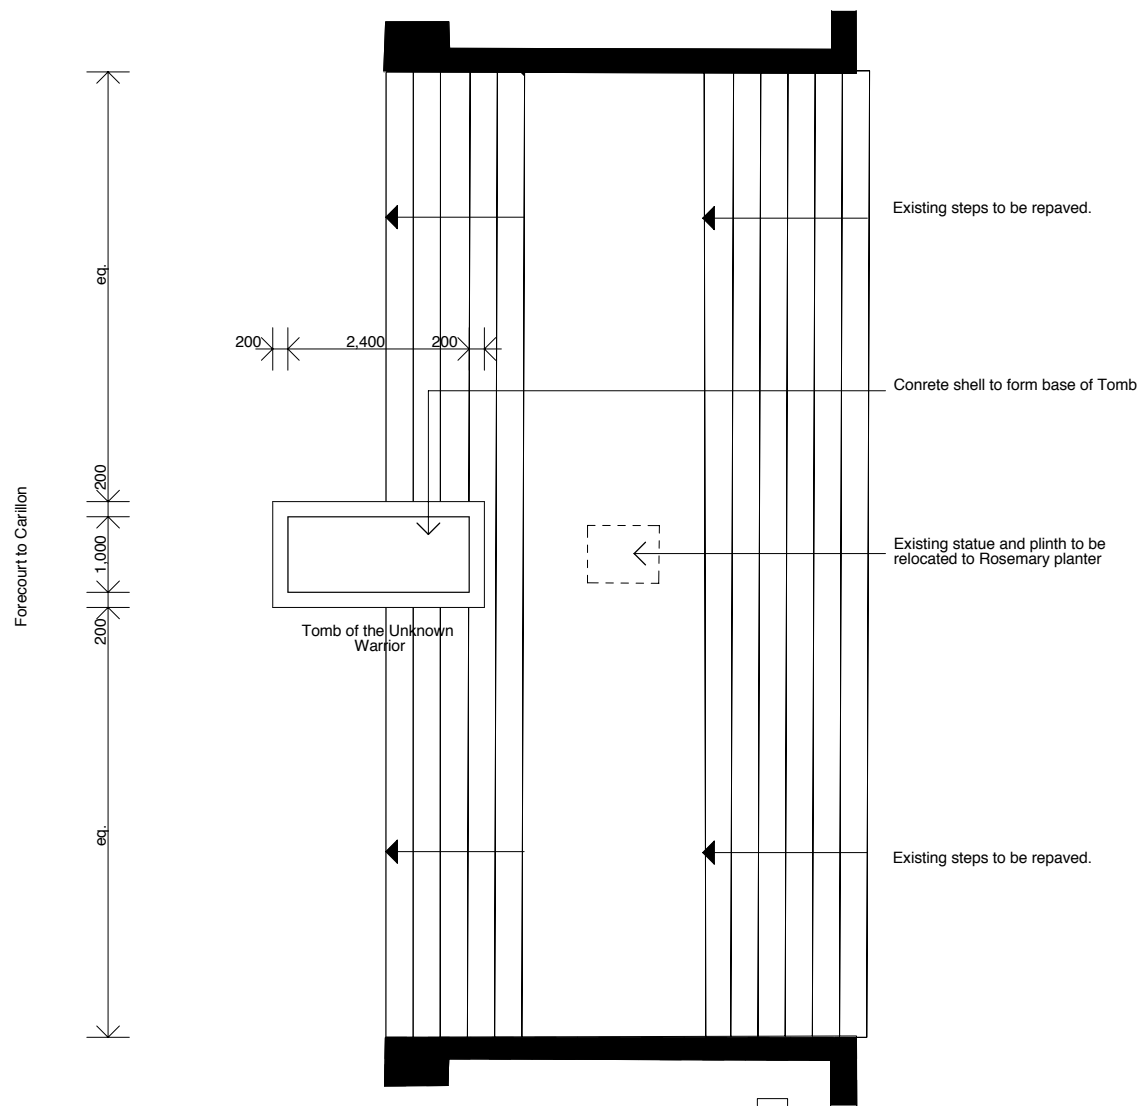 Existing steps to be repaved.
eq.
200
2,400
200
Conrete shell to form base of Tomb
200
Forecourt to Carillon
1,000
Existing statue and plinth to be
relocated to Rosemary planter
200
Tomb of the Unknown
Warrior
eq.
Existing steps to be repaved.